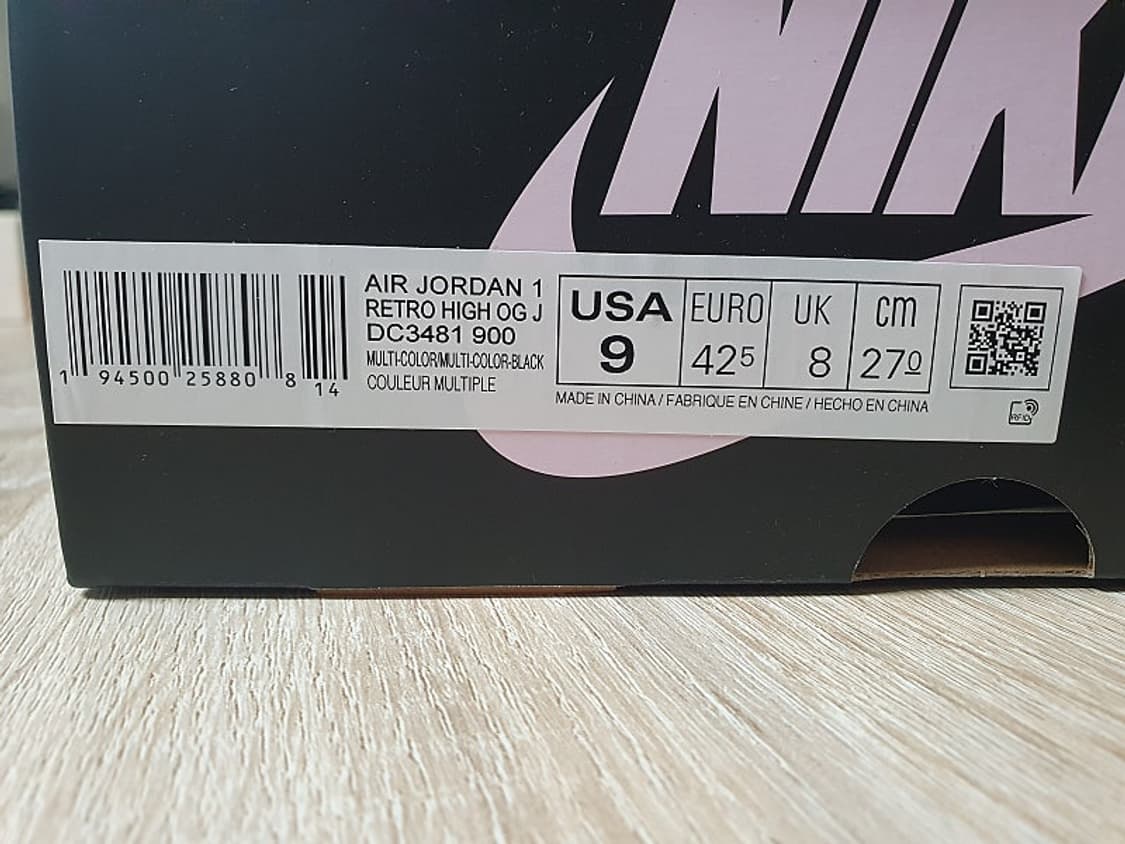 NIK
AIR JORDAN 1
RETRO HIGH OG J
DC3481 900
MULTI-COLOR/MULTI-COLOR-BLACK
COULEUR MULTIPLE
1 94500 25880 8 14
USA EURO UK cm
9 425 8 270
MADE IN CHINA / FABRIQUE EN CHINE / HECHO EN CHINA
RFID